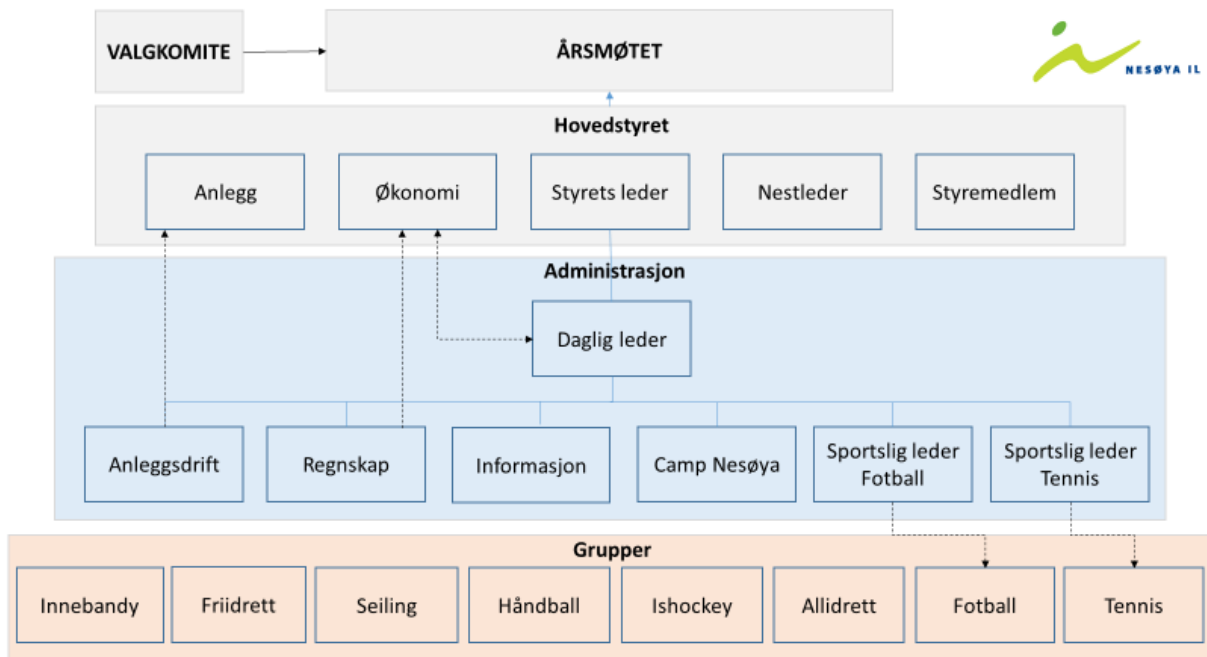 VALGKOMITE
ÅRSMØTET
NESØYA IL
Hovedstyret
Anlegg
Økonomi
Styrets leder
Nestleder
Styremedlem
Administrasjon
Daglig leder
Anleggsdrift
Regnskap
Informasjon
Camp Nesøya
Sportslig leder
Fotball
Sportslig leder
Tennis
Grupper
Innebandy
Friidrett
Seiling
Håndball
Ishockey
Allidrett
Fotball
Tennis